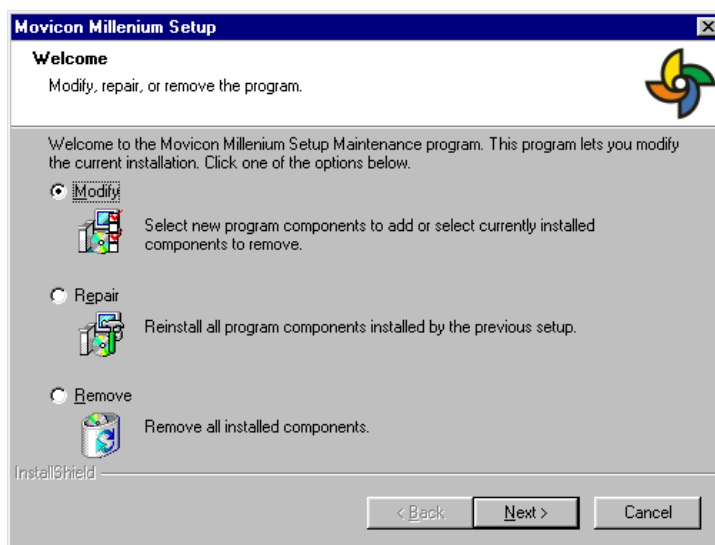 Movicon Millenium Setup
Welcome
Modify, repair, or remove the program.
Welcome to the Movicon Millenium Setup Maintenance program. This program lets you modify
the current installation. Click one of the options below.
Modify
Select new program components to add or select currently installed
components to remove.
Repair
Reinstall all program components installed by the previous setup.
Remove
Remove all installed components.
InstallShield
< Back
Next >
Cancel